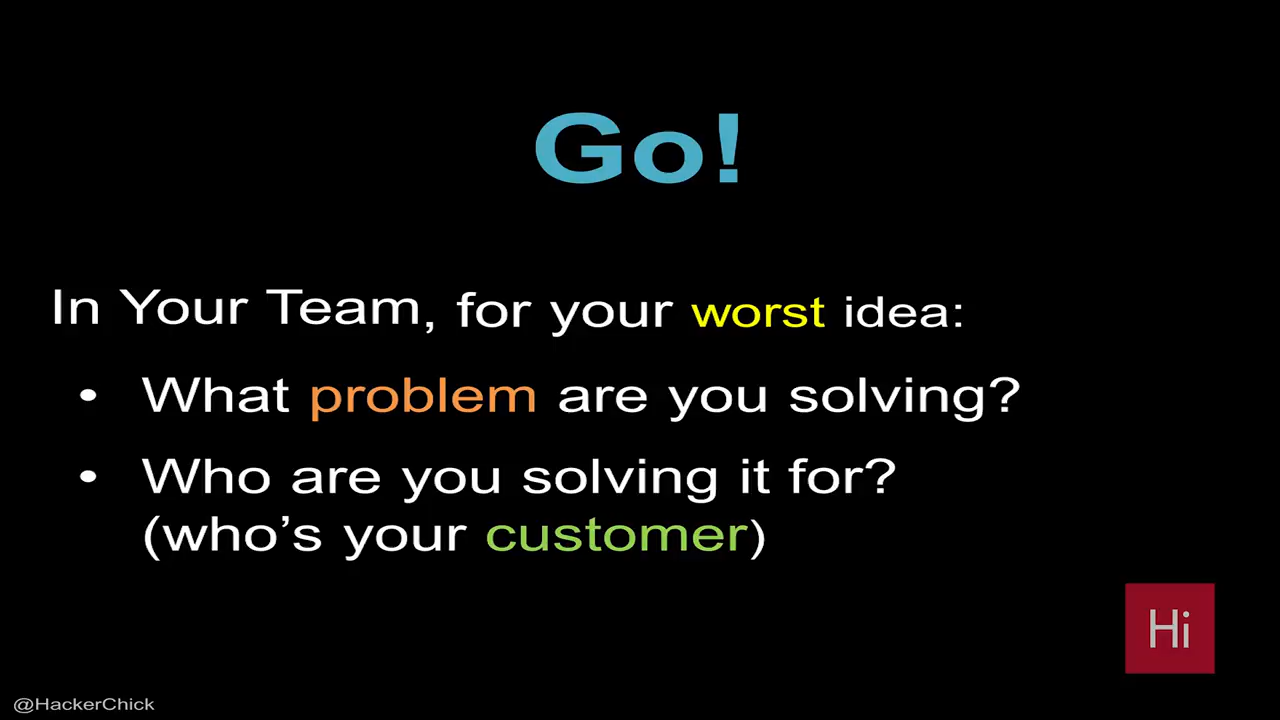 Go!
In Your Team, for your worst idea:
• What problem are you solving?
• Who are you solving it for?
(who’s your customer)
Hi
@HackerChick